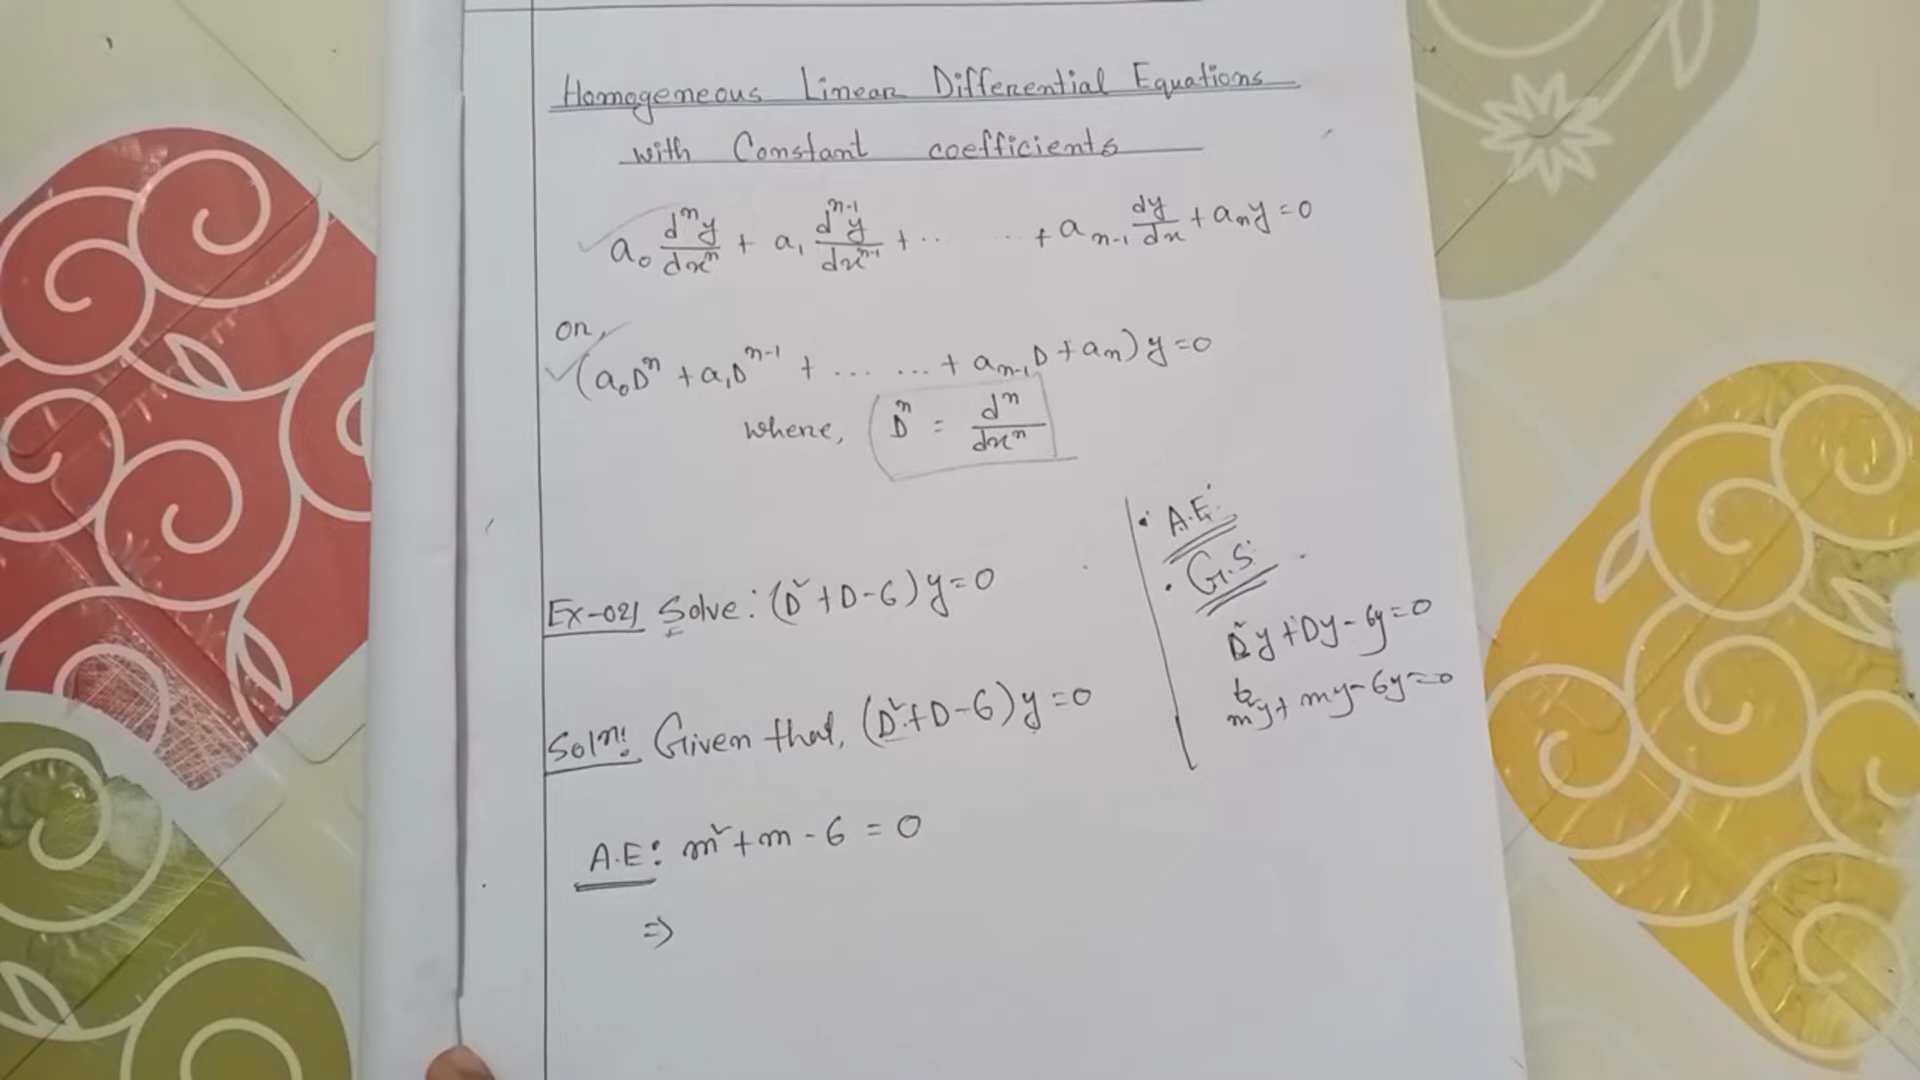 Homogeneous Linear Differential Equations
with Constant coefficients
a₀ dⁿy/dxⁿ + a₁ dⁿ⁻¹y/dxⁿ⁻¹ + ·· ·· + aₙ₋₁ dy/dx + aₙy = 0
or,
(a₀Dⁿ + a₁Dⁿ⁻¹ + ... ... + aₙ₋₁D + aₙ) y = 0
where, Dⁿ = dⁿ/dxⁿ
Ex-02| Solve: (D² + D - 6) y = 0
Soln: Given that, (D² + D - 6) y = 0
A.E: m² + m - 6 = 0
⇒
· A.E.
· G.S.
D²y + Dy - 6y = 0
m²y + my - 6y = 0